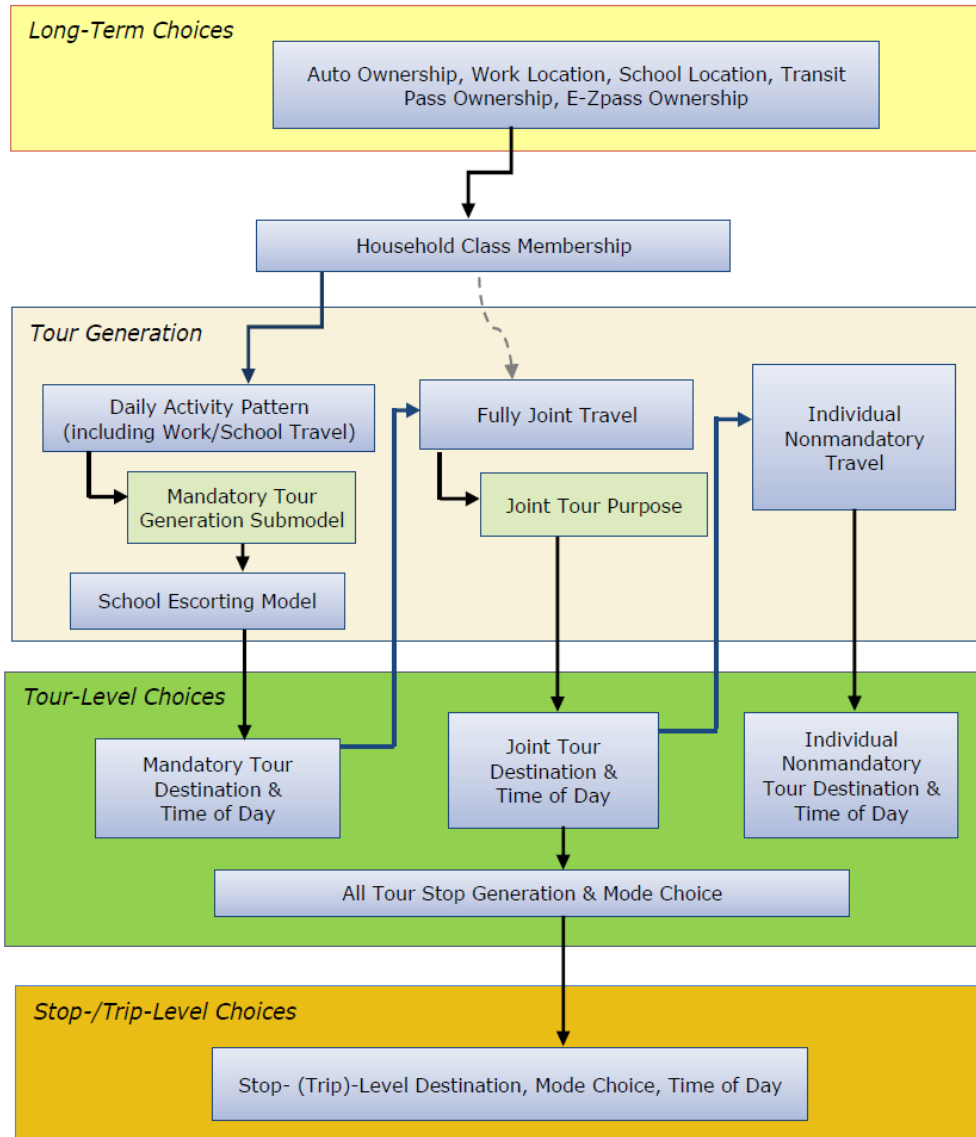 Long-Term Choices
Auto Ownership, Work Location, School Location, Transit
Pass Ownership, E-Zpass Ownership
Household Class Membership
Tour Generation
Daily Activity Pattern
(including Work/School Travel)
Mandatory Tour
Generation Submodel
School Escorting Model
Fully Joint Travel
Joint Tour Purpose
Individual
Nonmandatory
Travel
Tour-Level Choices
Mandatory Tour
Destination &
Time of Day
Joint Tour
Destination &
Time of Day
Individual
Nonmandatory
Tour Destination &
Time of Day
All Tour Stop Generation & Mode Choice
Stop-/Trip-Level Choices
Stop- (Trip)-Level Destination, Mode Choice, Time of Day